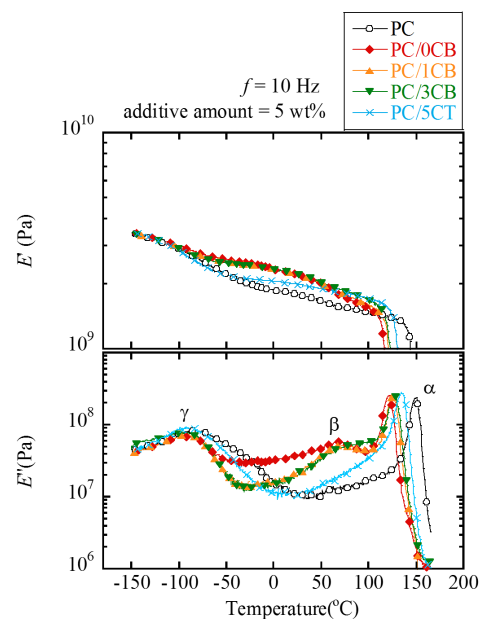 PC
PC/0CB
PC/1CB
PC/3CB
PC/5CT
f = 10 Hz
additive amount = 5 wt%
10^10
E' (Pa)
10^9
γ
β
α
10^8
E''(Pa)
10^7
10^6
-150 -100 -50 0 50 100 150 200
Temperature(°C)